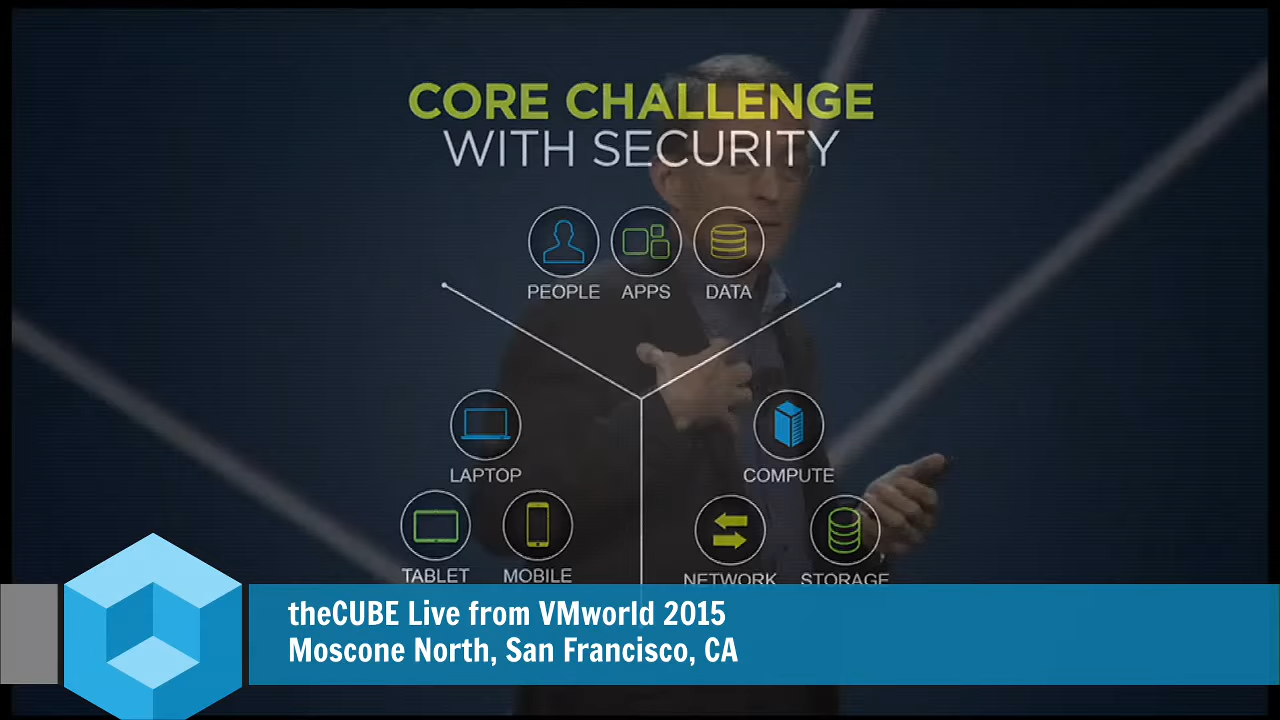 CORE CHALLENGE
WITH SECURITY
PEOPLE APPS DATA
LAPTOP
COMPUTE
TABLET MOBILE
NETWORK STORAGE
theCUBE Live from VMworld 2015
Moscone North, San Francisco, CA